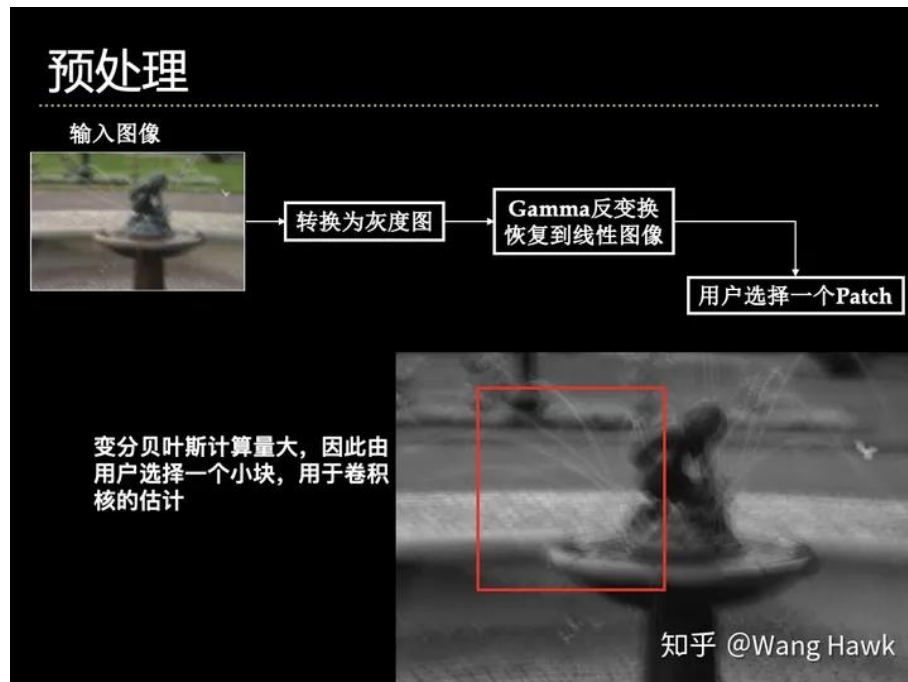 预处理
输入图像
转换为灰度图
Gamma反变换
恢复到线性图像
用户选择一个Patch
变分贝叶斯计算量大，因此由
用户选择一个小块，用于卷积
核的估计
知乎 @Wang Hawk